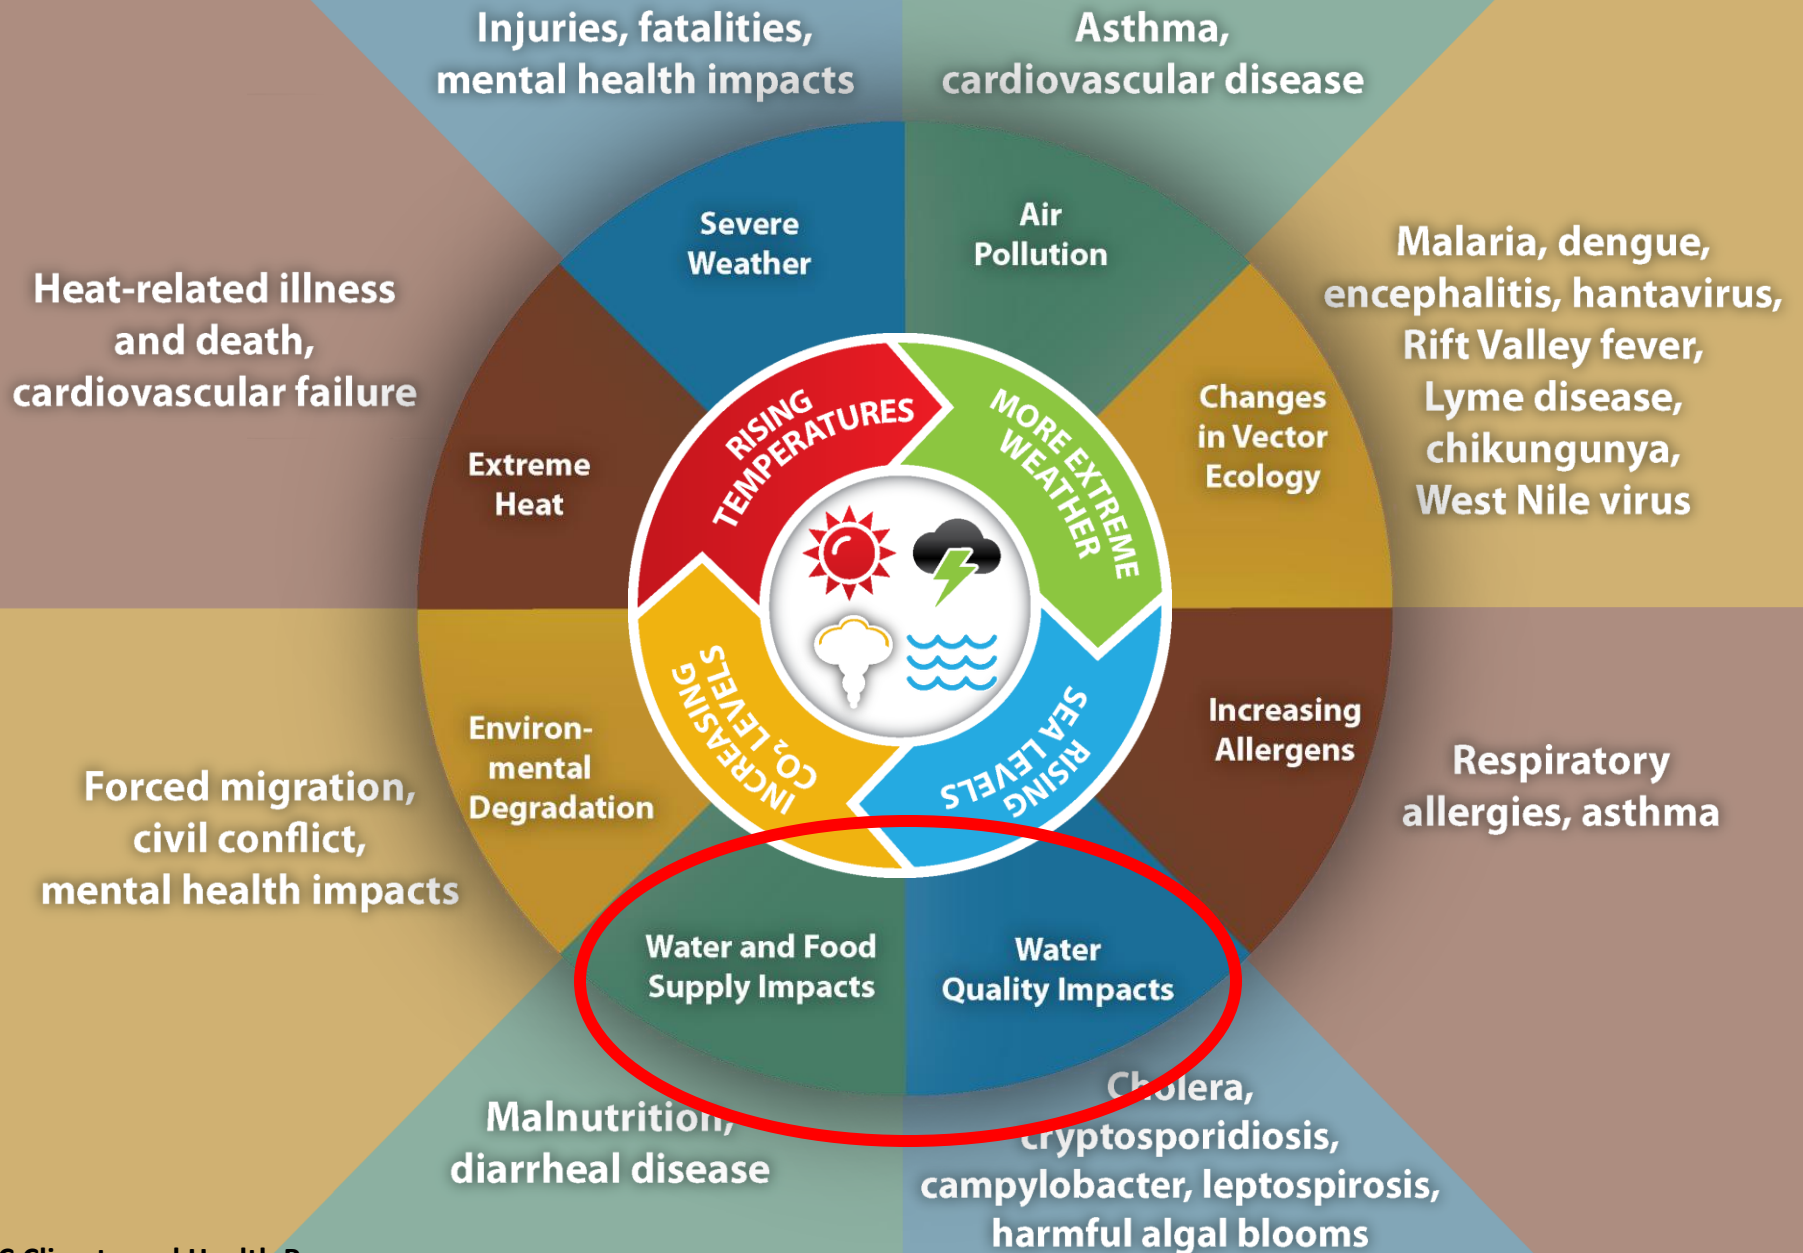 Injuries, fatalities,
mental health impacts
Asthma,
cardiovascular disease
Severe
Weather
Air
Pollution
Heat-related illness
and death,
cardiovascular failure
Malaria, dengue,
encephalitis, hantavirus,
Rift Valley fever,
Lyme disease,
chikungunya,
West Nile virus
Extreme
Heat
Changes
in Vector
Ecology
RISING
TEMPERATURES
MORE EXTREME
WEATHER
INCREASING
CO₂ LEVELS
RISING
SEA LEVELS
Environ-
mental
Degradation
Increasing
Allergens
Forced migration,
civil conflict,
mental health impacts
Respiratory
allergies, asthma
Water and Food
Supply Impacts
Water
Quality Impacts
Malnutrition,
diarrheal disease
Cholera,
cryptosporidiosis,
campylobacter, leptospirosis,
harmful algal blooms